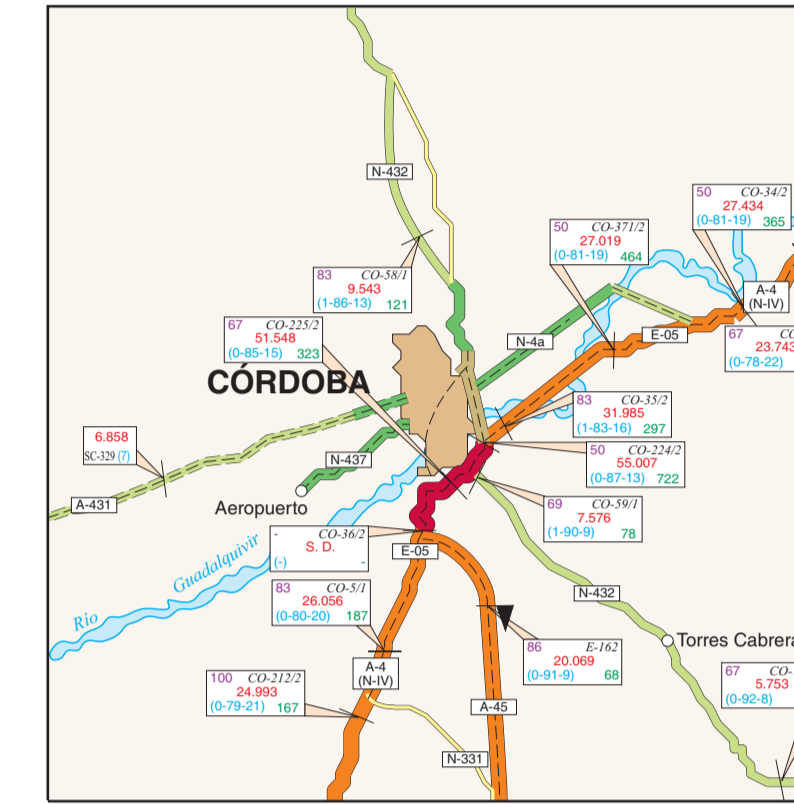 N-432
50 CO-34/2
27.434
(0-81-19) 365
50 CO-371/2
27.019
(0-81-19) 464
83 CO-58/1
9.543
(1-86-13) 121
A-4
(N-IV)
67 CO-225/2
51.548
(0-85-15) 323
67
23.743
(0-78-22)
E-05
N-4a
CÓRDOBA
83 CO-35/2
31.985
(1-83-16) 297
6.858
SC-329 (7)
50 CO-224/2
55.007
(0-87-13) 722
N-437
A-431
Aeropuerto
69 CO-59/1
7.576
(1-90-9) 78
- CO-36/2
S. D.
(-) -
E-05
Río Guadalquivir
83 CO-5/1
26.056
(0-80-20) 187
N-432
Torres Cabrera
86 E-162
20.069
(0-91-9) 68
A-4
(N-IV)
100 CO-212/2
24.993
(0-79-21) 167
67 CO-
5.753
(0-92-8)
A-45
N-331